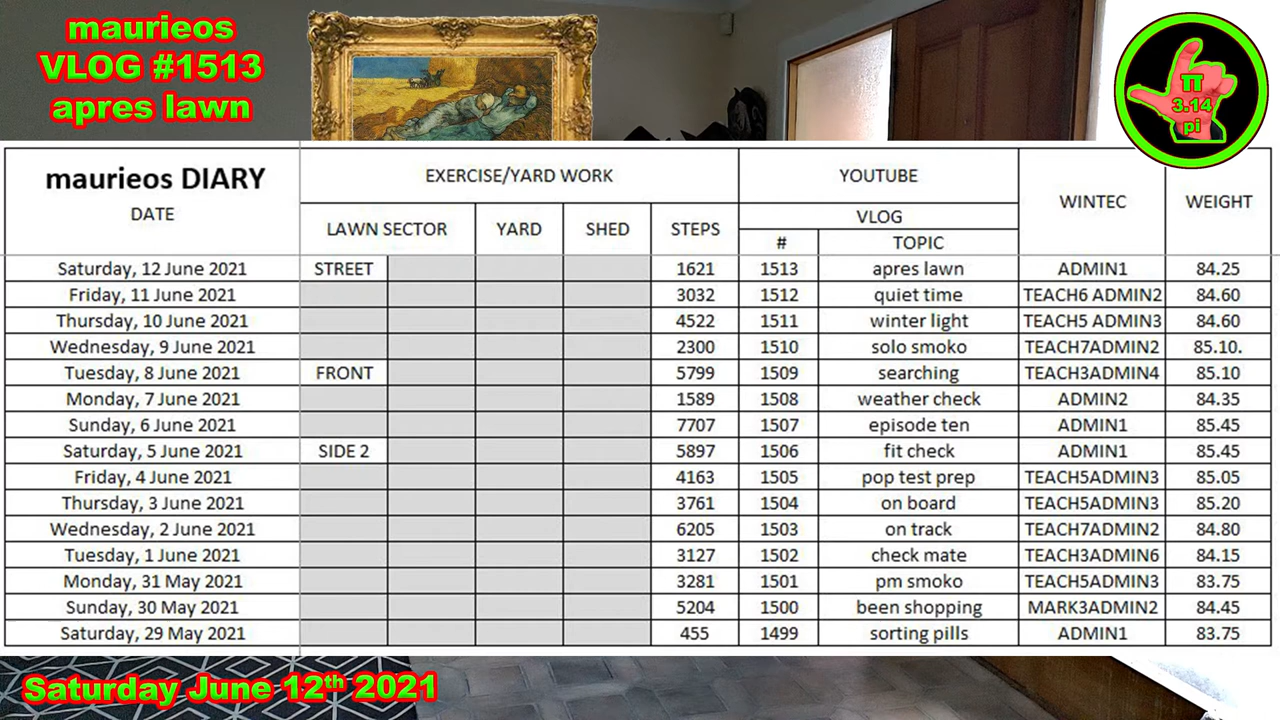 maurieos
VLOG #1513
apres lawn
π
3.14
pi
maurieos DIARY
DATE
EXERCISE/YARD WORK
YOUTUBE
WINTEC
WEIGHT
LAWN SECTOR
YARD
SHED
STEPS
VLOG
#
TOPIC
Saturday, 12 June 2021 STREET 1621 1513 apres lawn ADMIN1 84.25
Friday, 11 June 2021 3032 1512 quiet time TEACH6 ADMIN2 84.60
Thursday, 10 June 2021 4522 1511 winter light TEACH5 ADMIN3 84.60
Wednesday, 9 June 2021 2300 1510 solo smoko TEACH7ADMIN2 85.10.
Tuesday, 8 June 2021 FRONT 5799 1509 searching TEACH3ADMIN4 85.10
Monday, 7 June 2021 1589 1508 weather check ADMIN2 84.35
Sunday, 6 June 2021 7707 1507 episode ten ADMIN1 85.45
Saturday, 5 June 2021 SIDE 2 5897 1506 fit check ADMIN1 85.45
Friday, 4 June 2021 4163 1505 pop test prep TEACH5ADMIN3 85.05
Thursday, 3 June 2021 3761 1504 on board TEACH5ADMIN3 85.20
Wednesday, 2 June 2021 6205 1503 on track TEACH7ADMIN2 84.80
Tuesday, 1 June 2021 3127 1502 check mate TEACH3ADMIN6 84.15
Monday, 31 May 2021 3281 1501 pm smoko TEACH5ADMIN3 83.75
Sunday, 30 May 2021 5204 1500 been shopping MARK3ADMIN2 84.45
Saturday, 29 May 2021 455 1499 sorting pills ADMIN1 83.75
Saturday June 12th 2021